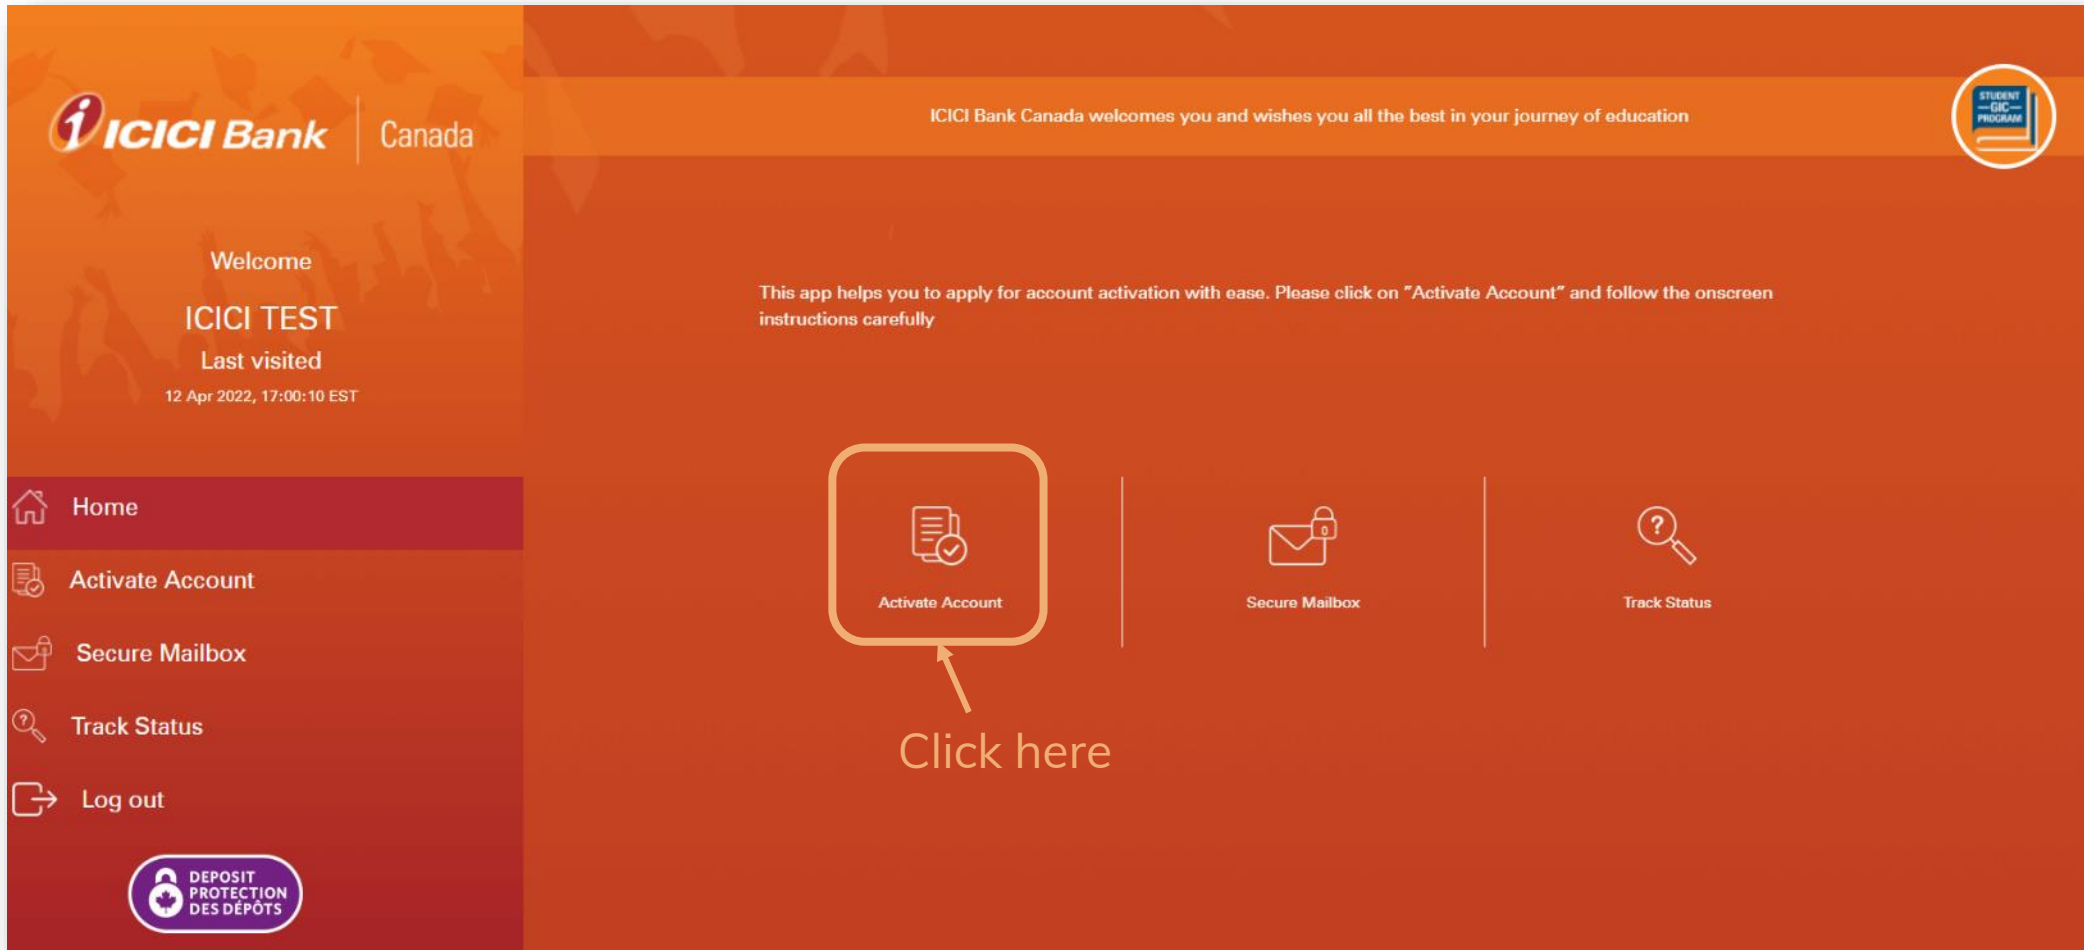 ICICI Bank Canada
Welcome
ICICI TEST
Last visited
12 Apr 2022, 17:00:10 EST
Home
Activate Account
Secure Mailbox
Track Status
Log out
DEPOSIT
PROTECTION
DES DÉPÔTS
ICICI Bank Canada welcomes you and wishes you all the best in your journey of education
STUDENT
GIC
PROGRAM
This app helps you to apply for account activation with ease. Please click on "Activate Account" and follow the onscreen
instructions carefully
Activate Account
Secure Mailbox
Track Status
Click here